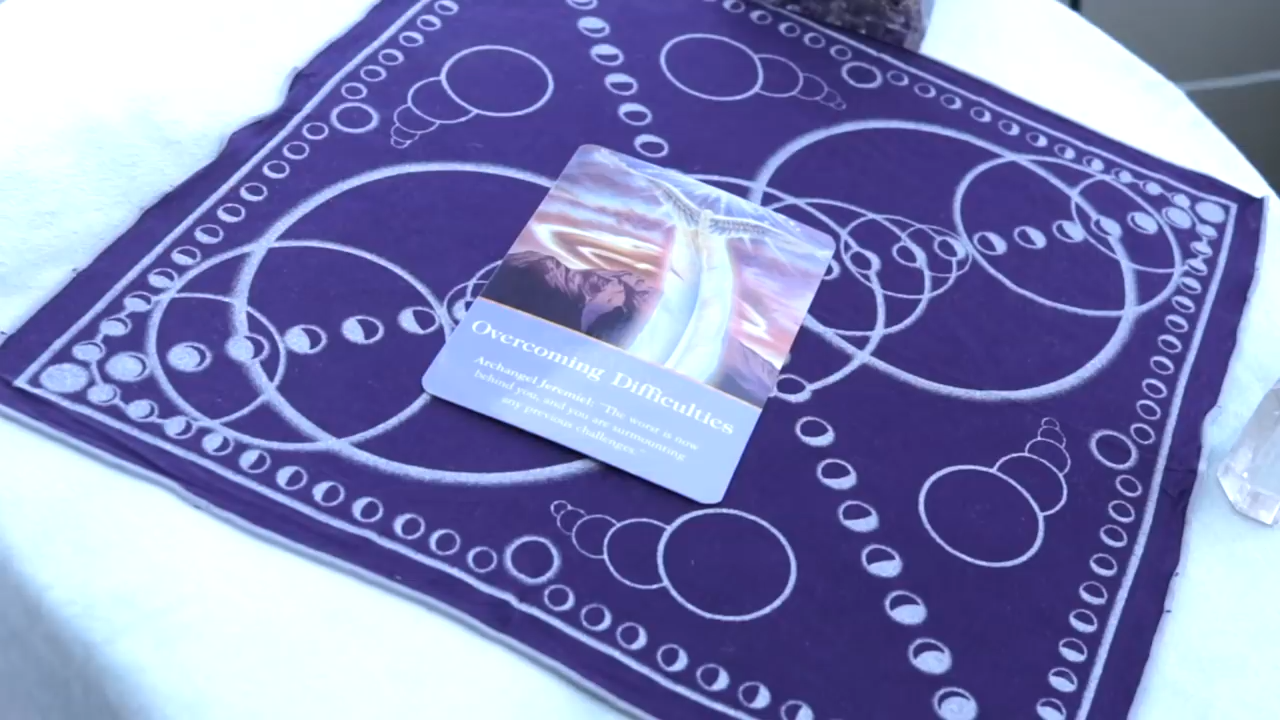 Overcoming Difficulties
Archangel Jeremiel: "The worst is now
behind you, and you are surmounting
any previous challenges."